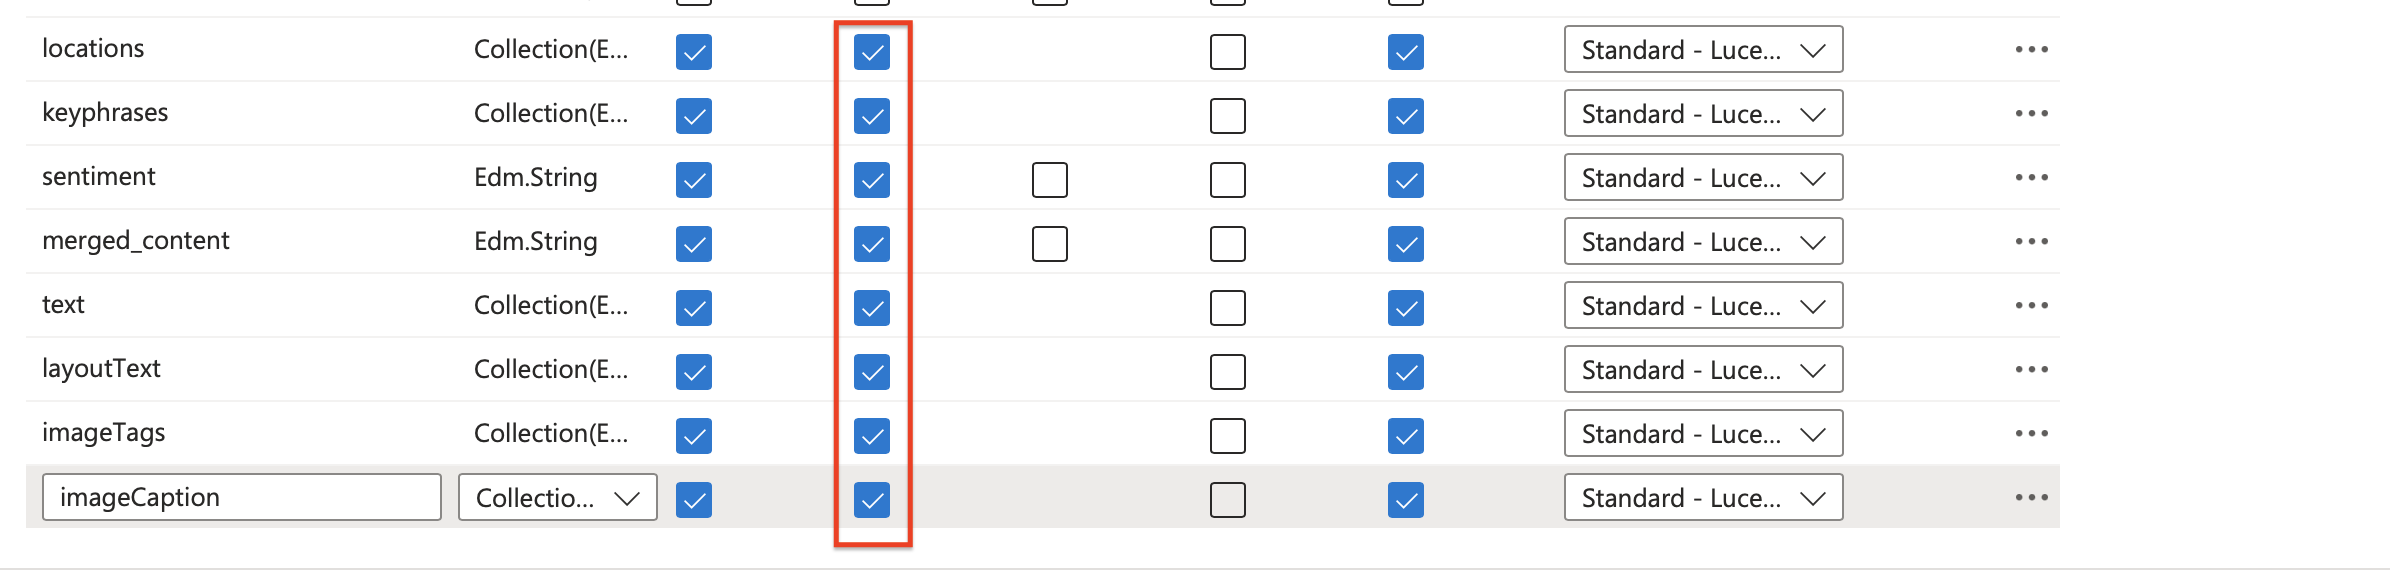 locations Collection(E... Standard - Luce...
keyphrases Collection(E... Standard - Luce...
sentiment Edm.String Standard - Luce...
merged_content Edm.String Standard - Luce...
text Collection(E... Standard - Luce...
layoutText Collection(E... Standard - Luce...
imageTags Collection(E... Standard - Luce...
imageCaption Collectio... Standard - Luce...